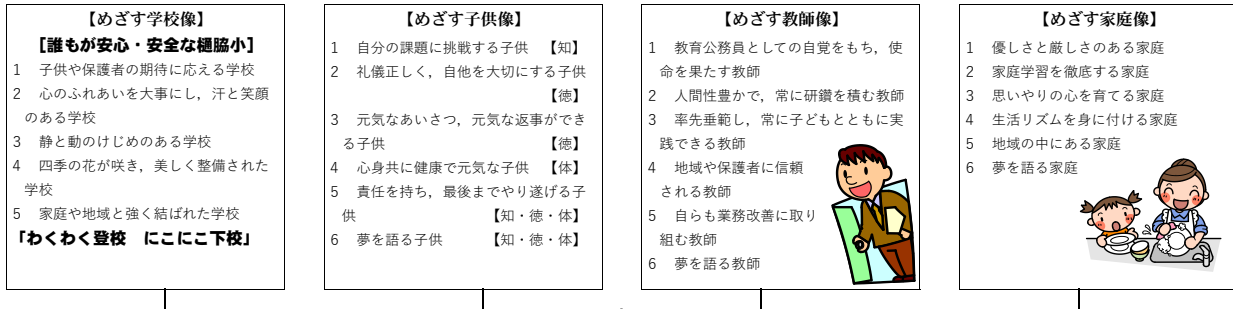 【めざす学校像】
［誰もが安心・安全な樋脇小］
1　子供や保護者の期待に応える学校
2　心のふれあいを大事にし，汗と笑顔
のある学校
3　静と動のけじめのある学校
4　四季の花が咲き，美しく整備された
学校
5　家庭や地域と強く結ばれた学校
「わくわく登校　にこにこ下校」
【めざす子供像】
1　自分の課題に挑戦する子供　【知】
2　礼儀正しく，自他を大切にする子供
【徳】
3　元気なあいさつ，元気な返事ができ
る子供　【徳】
4　心身共に健康で元気な子供　【体】
5　責任を持ち，最後までやり遂げる子
供　【知・徳・体】
6　夢を語る子供　【知・徳・体】
【めざす教師像】
1　教育公務員としての自覚をもち，使
命を果たす教師
2　人間性豊かで，常に研鑽を積む教師
3　率先垂範し，常に子どもとともに実
践できる教師
4　地域や保護者に信頼
される教師
5　自らも業務改善に取り
組む教師
6　夢を語る教師
【めざす家庭像】
1　優しさと厳しさのある家庭
2　家庭学習を徹底する家庭
3　思いやりの心を育てる家庭
4　生活リズムを身に付ける家庭
5　地域の中にある家庭
6　夢を語る家庭